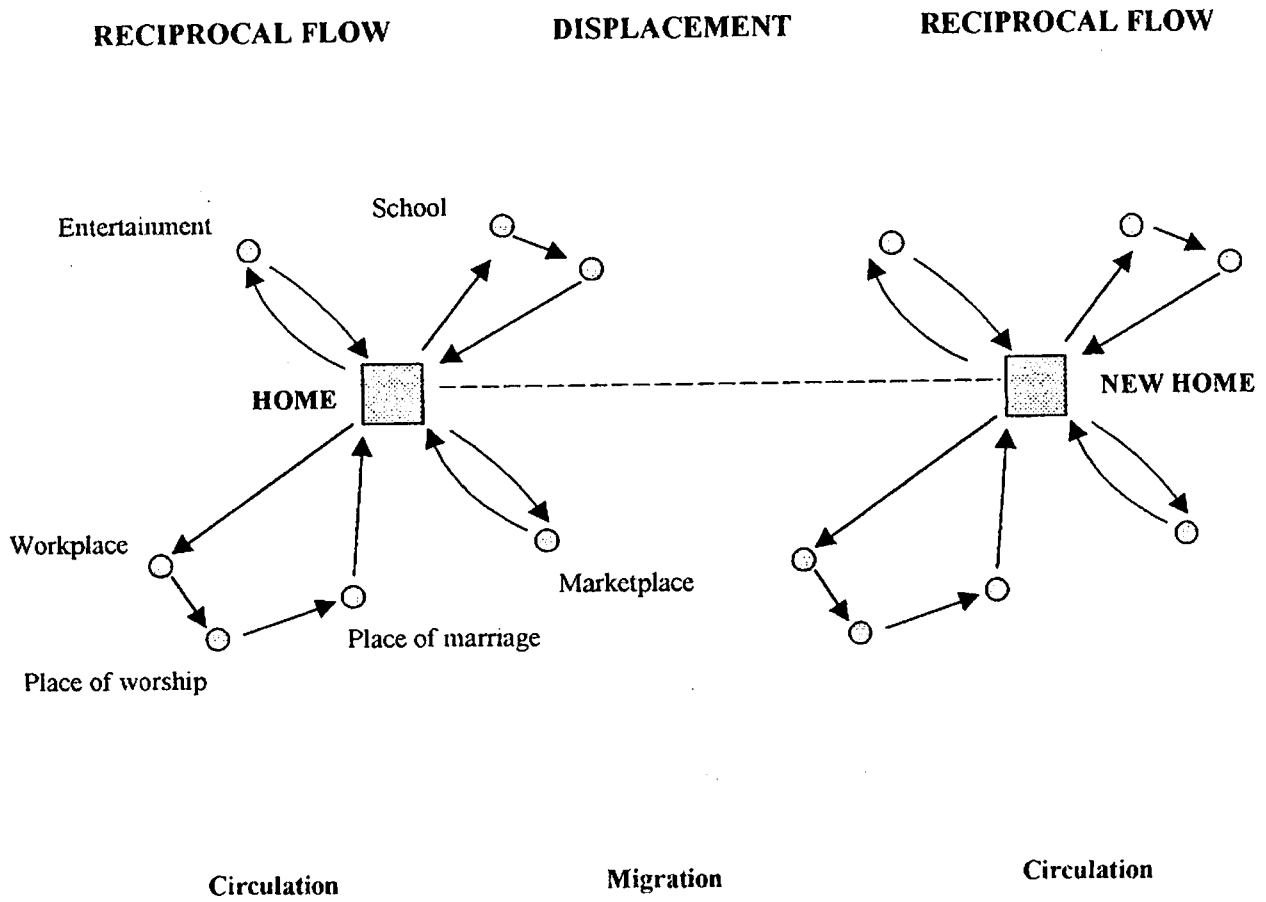 RECIPROCAL FLOW
DISPLACEMENT
RECIPROCAL FLOW
School
Entertainment
HOME
NEW HOME
Workplace
Marketplace
Place of marriage
Place of worship
Circulation
Migration
Circulation